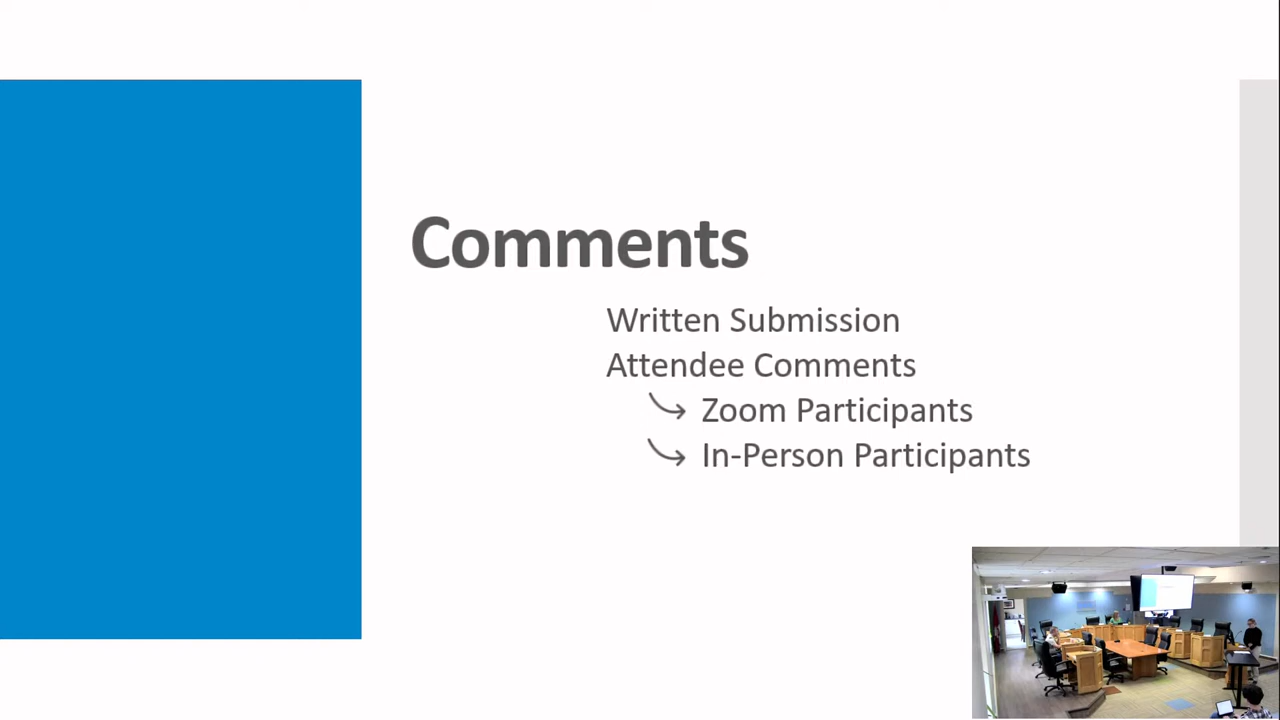 Comments
Written Submission
Attendee Comments
Zoom Participants
In-Person Participants